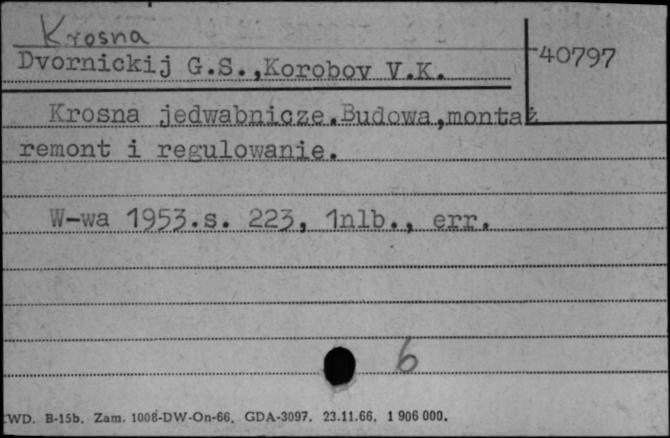 Krosna
Dvornickij G.S.,Korobov V.K.
40797
Krosna jedwabnicze.Budowa,montaż
remont i regulowanie.
W-wa 1953.s. 223, 1nlb., err.
6
WD. B-15b. Zam. 1008-DW-On-66. GDA-3097. 23.11.66. 1 906 000.